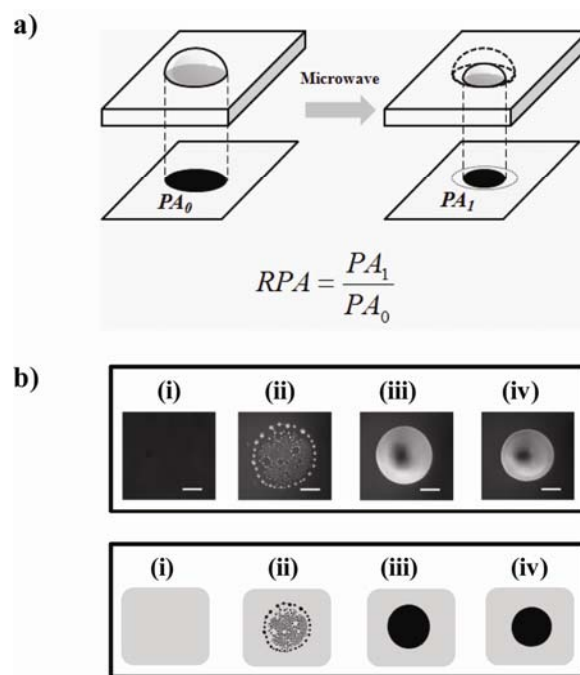 a)
Microwave
PA₀
PA₁
RPA = PA₁ / PA₀
b)
(i) (ii) (iii) (iv)
(i) (ii) (iii) (iv)